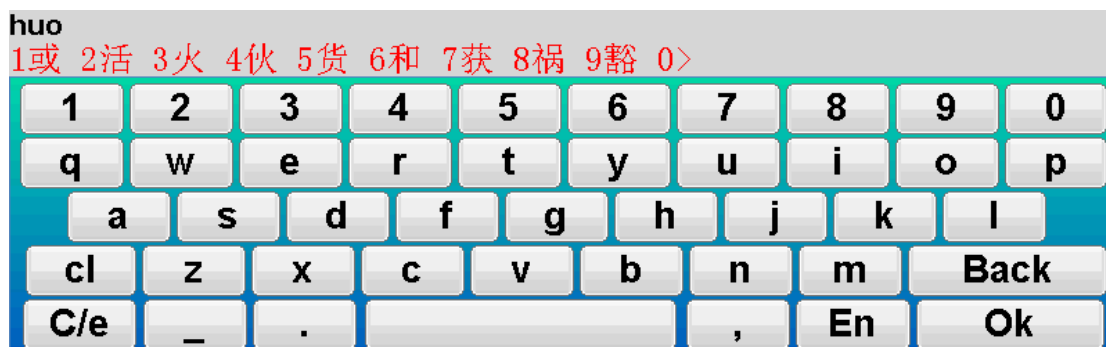 huo
1或 2活 3火 4伙 5货 6和 7获 8祸 9豁 0>
1 2 3 4 5 6 7 8 9 0
q w e r t y u i o p
a s d f g h j k l
cl z x c v b n m Back
C/e _ . , En Ok